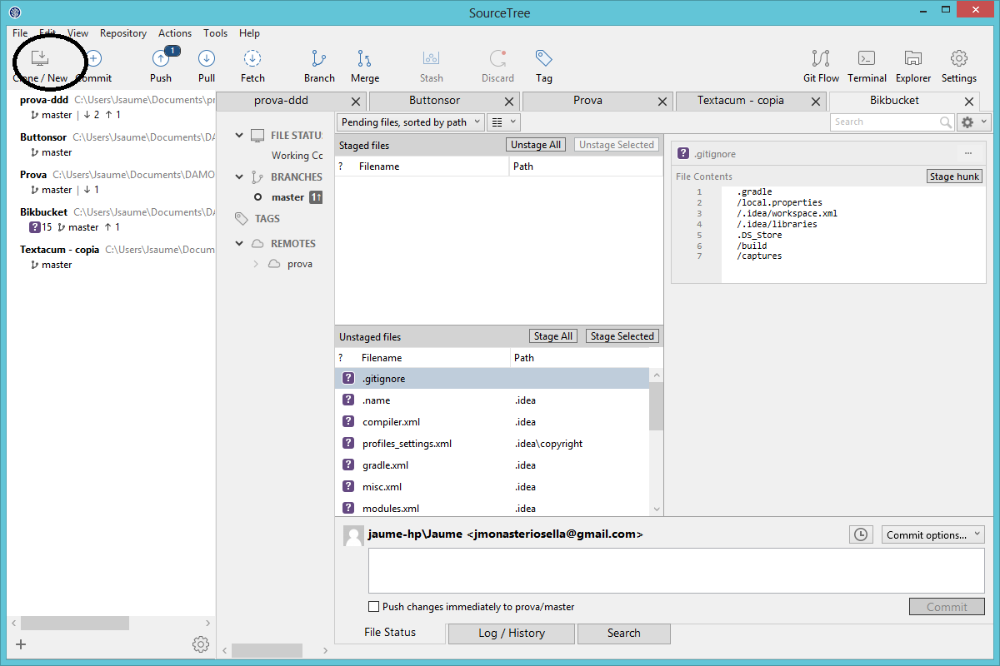 SourceTree
File Edit View Repository Actions Tools Help
1
Clone / New Commit Push Pull Fetch Branch Merge Stash Discard Tag Git Flow Terminal Explorer Settings
prova-ddd C:\Users\Jsaume\Documents\pr
master | ↓ 2 ↑ 1
Buttonsor C:\Users\Jsaume\Documents\DA
master
Prova C:\Users\Jsaume\Documents\DAMO
master | ↓ 1
Bikbucket C:\Users\Jsaume\Documents\DA
? 15 master ↑ 1
Textacum - copia C:\Users\Jsaume\Docum
master
prova-ddd Buttonsor Prova Textacum - copia Bikbucket
FILE STATUS
Working Co
BRANCHES
master 1↑
TAGS
REMOTES
prova
Pending files, sorted by path
Search
Staged files Unstage All Unstage Selected
? Filename Path
Unstaged files Stage All Stage Selected
? Filename Path
? .gitignore
? .name .idea
? compiler.xml .idea
? profiles_settings.xml .idea\copyright
? gradle.xml .idea
? misc.xml .idea
? modules.xml .idea
? .gitignore ...
File Contents Stage hunk
1 .gradle
2 /local.properties
3 /.idea/workspace.xml
4 /.idea/libraries
5 .DS_Store
6 /build
7 /captures
jaume-hp\Jaume <jmonasteriosella@gmail.com>
Commit options...
Push changes immediately to prova/master
Commit
File Status Log / History Search